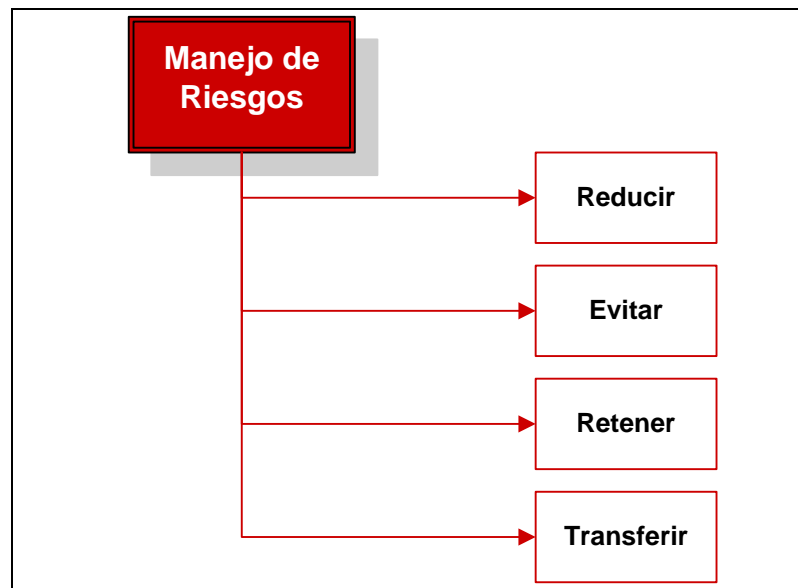 Manejo de
Riesgos
Reducir
Evitar
Retener
Transferir